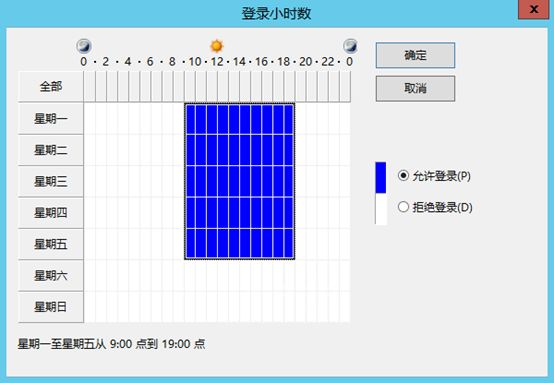 登录小时数
x
0 · 2 · 4 · 6 · 8 · 10 · 12 · 14 · 16 · 18 · 20 · 22 · 0
确定
取消
全部
星期一
星期二
星期三
星期四
星期五
星期六
星期日
允许登录(P)
拒绝登录(D)
星期一至星期五从 9:00 点到 19:00 点